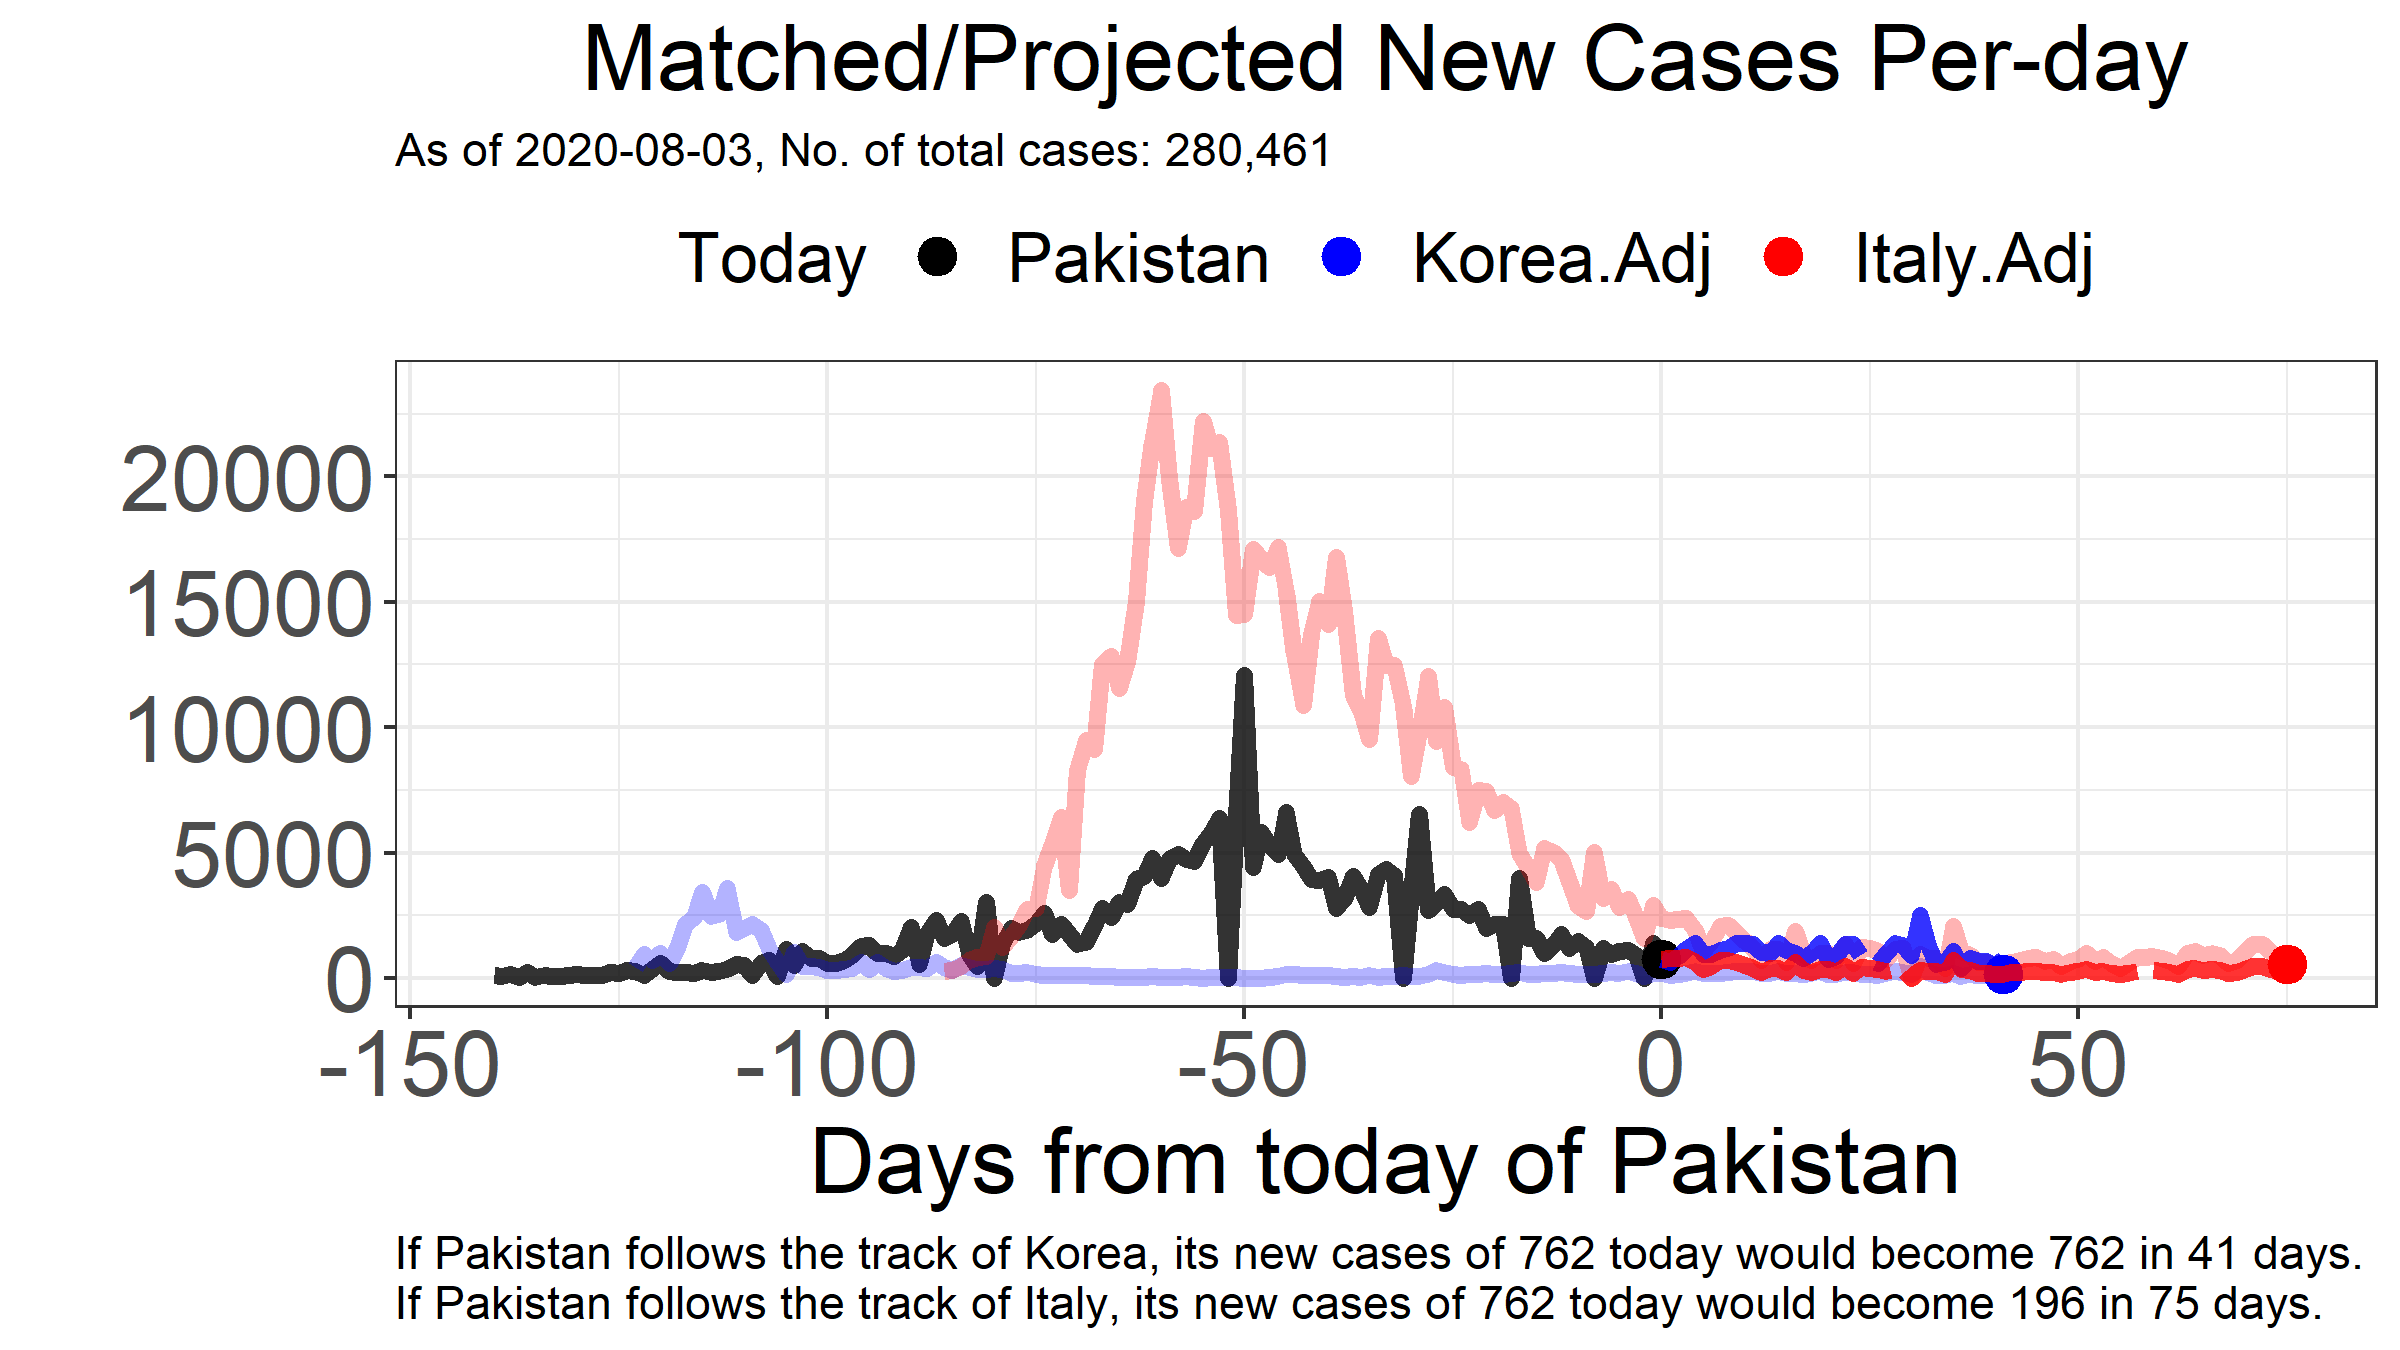 Matched/Projected New Cases Per-day
As of 2020-08-03, No. of total cases: 280,461
Today Pakistan Korea.Adj Italy.Adj
20000
15000
10000
5000
0
-150 -100 -50 0 50
Days from today of Pakistan
If Pakistan follows the track of Korea, its new cases of 762 today would become 762 in 41 days.
If Pakistan follows the track of Italy, its new cases of 762 today would become 196 in 75 days.